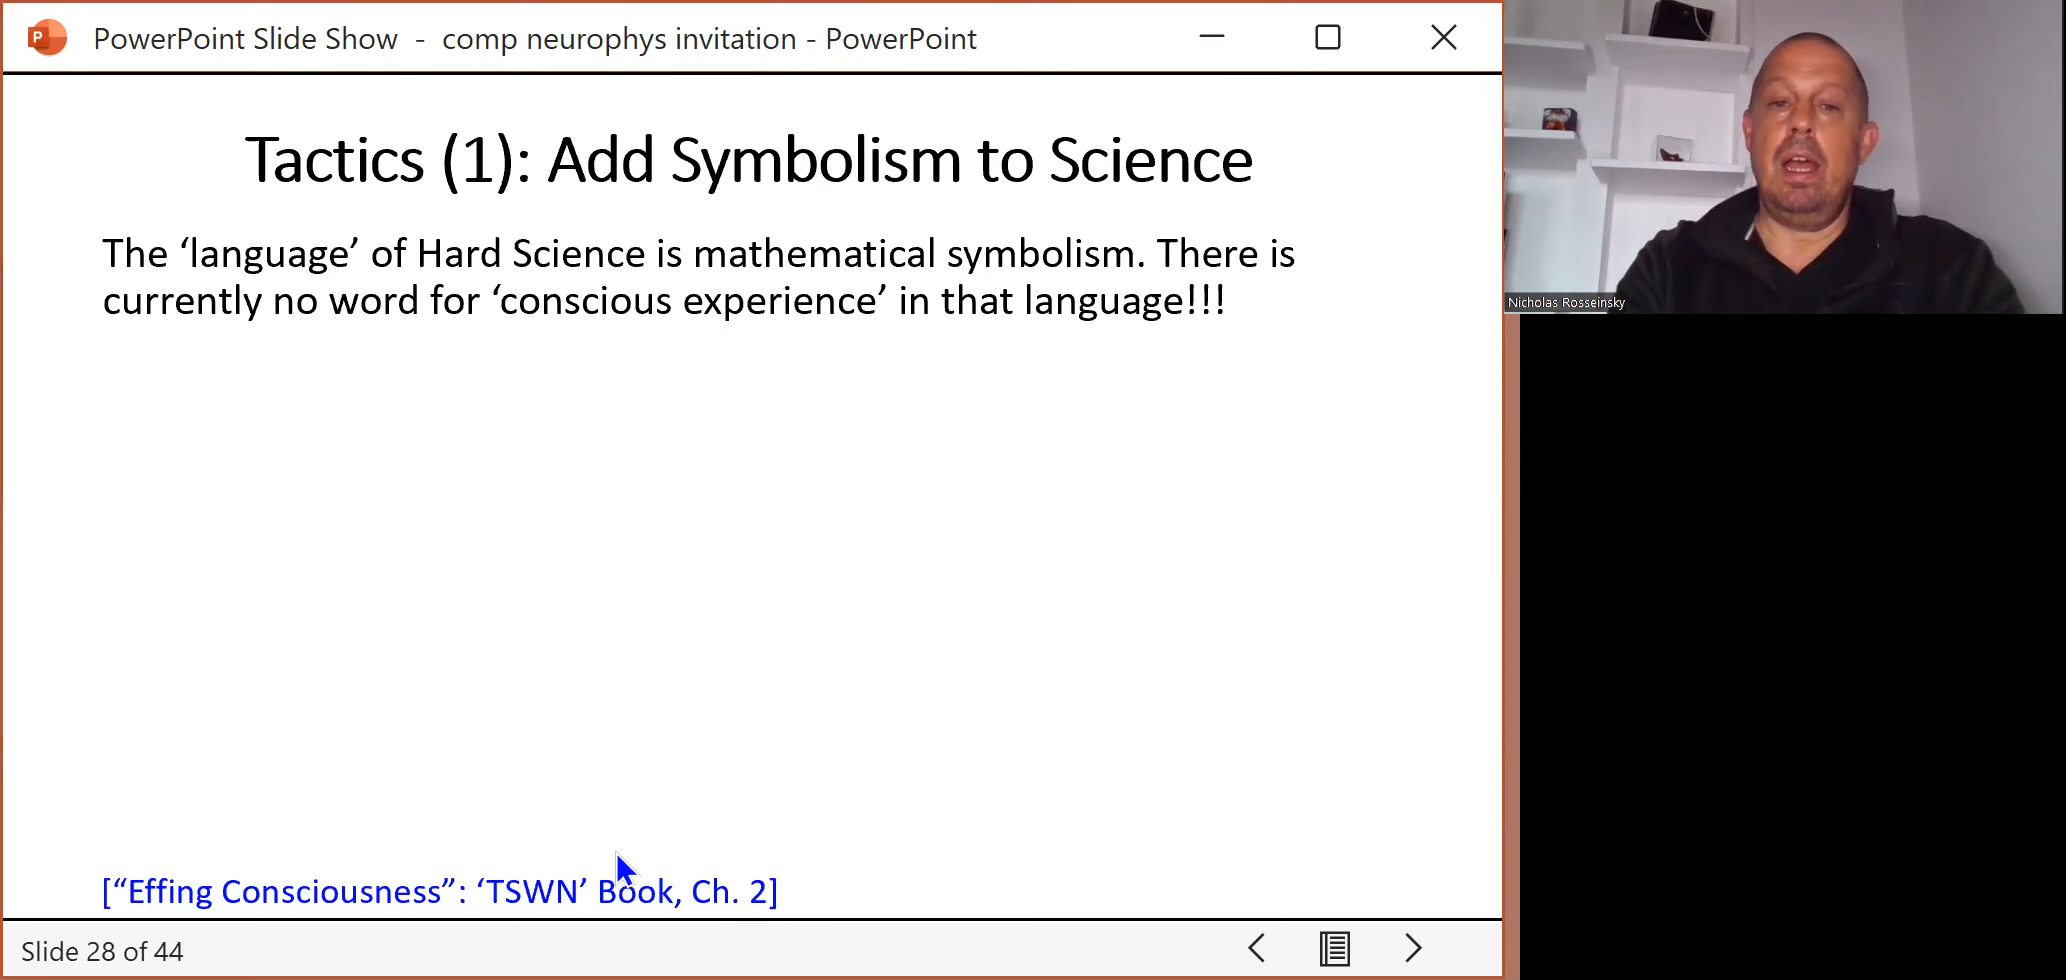 P PowerPoint Slide Show - comp neurophys invitation - PowerPoint
Tactics (1): Add Symbolism to Science
The ‘language’ of Hard Science is mathematical symbolism. There is
currently no word for ‘conscious experience’ in that language!!!
[“Effing Consciousness”: ‘TSWN’ Book, Ch. 2]
Slide 28 of 44
Nicholas Rosseinsky